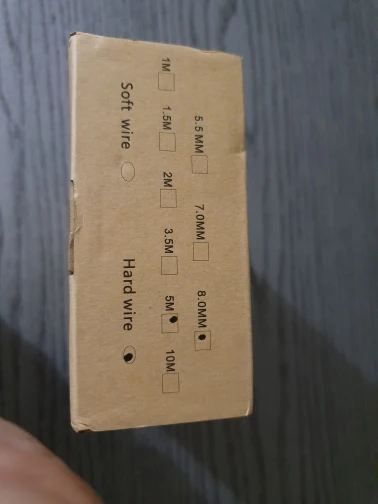 5.5MM 7.0MM 8.0MM
1M 1.5M 2M 3.5M 5M 10M
Soft wire Hard wire